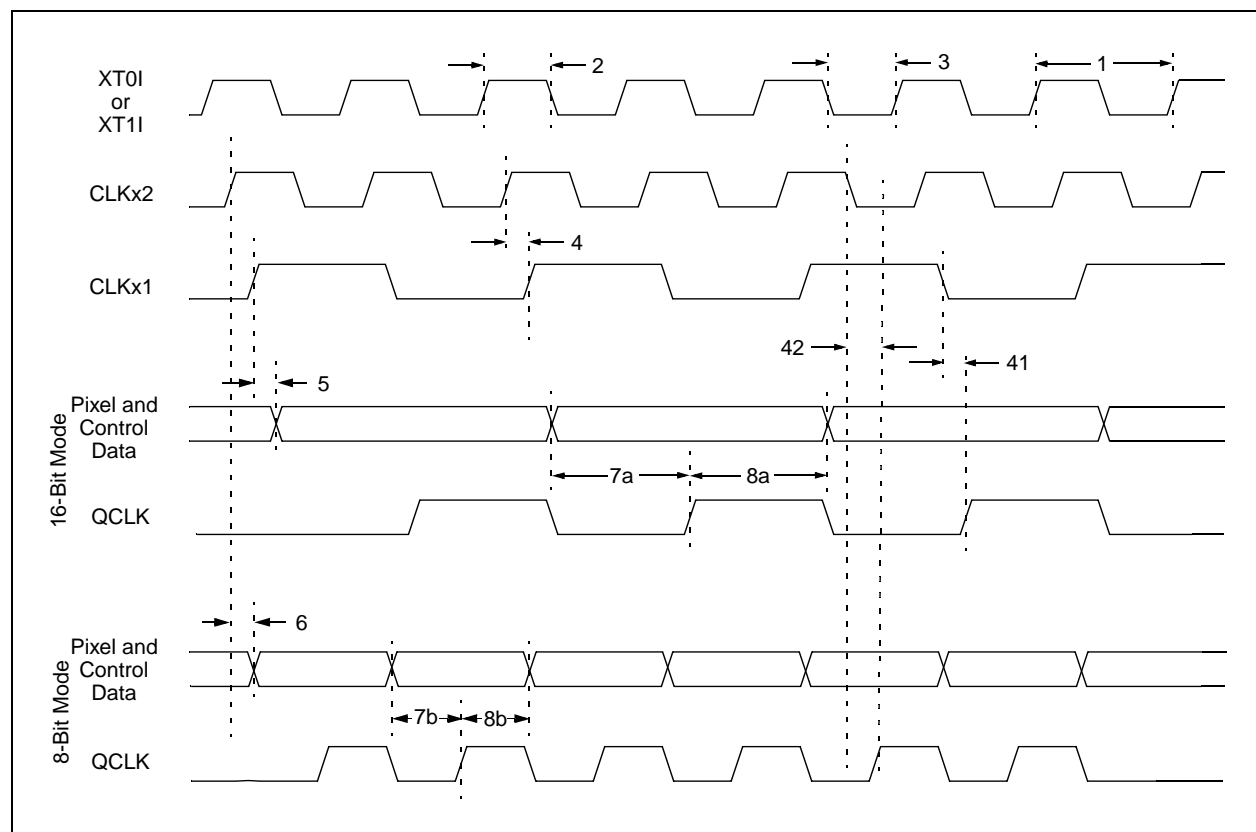 XT0I
or
XT1I
2
3
1
CLKx2
4
CLKx1
42
41
5
16-Bit Mode
Pixel and
Control
Data
7a
8a
QCLK
6
8-Bit Mode
Pixel and
Control
Data
7b
8b
QCLK